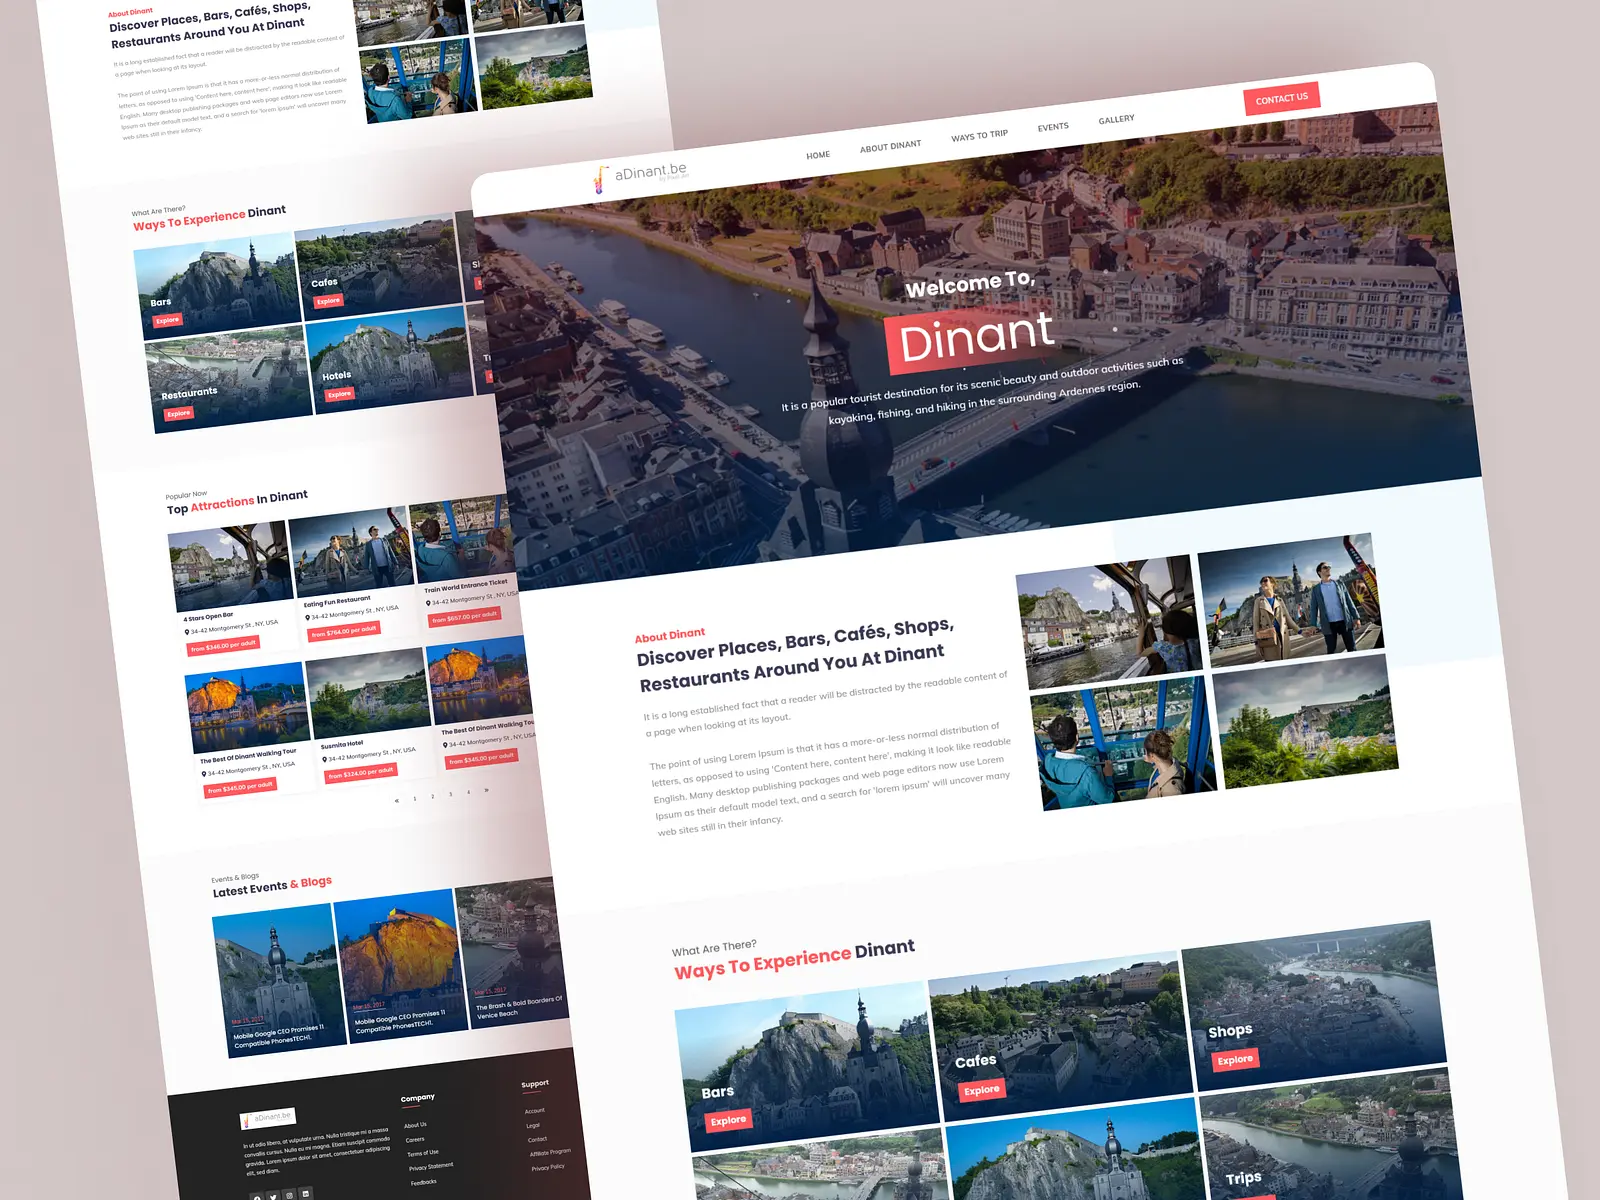 About Dinant
Discover Places, Bars, Cafés, Shops,
Restaurants Around You At Dinant
It is a long established fact that a reader will be distracted by the readable content of
a page when looking at its layout.
The point of using Lorem Ipsum is that it has a more-or-less normal distribution of
letters, as opposed to using 'Content here, content here', making it look like readable
English. Many desktop publishing packages and web page editors now use Lorem
Ipsum as their default model text, and a search for 'lorem ipsum' will uncover many
web sites still in their infancy.
What Are There?
Ways To Experience Dinant
Bars
Explore
Cafes
Explore
Restaurants
Explore
Hotels
Explore
Popular Now
Top Attractions In Dinant
4 Stars Open Bar
34-42 Montgomery St , NY, USA
from $346.00 per adult
Eating Fun Restaurant
34-42 Montgomery St , NY, USA
from $764.00 per adult
Train World Entrance Ticket
34-42 Montgomery St , NY, USA
from $657.00 per adult
The Best Of Dinant Walking Tour
34-42 Montgomery St , NY, USA
from $345.00 per adult
Susmita Hotel
34-42 Montgomery St , NY, USA
from $324.00 per adult
The Best Of Dinant Walking Tou
34-42 Montgomery St , NY, USA
from $345.00 per adult
« 1 2 3 4 »
Events & Blogs
Latest Events & Blogs
Mar 15, 2017
Mobile Google CEO Promises 11
Compatible PhonesTECH1.
Mar 15, 2017
Mobile Google CEO Promises 11
Compatible PhonesTECH1.
Mar 15, 2017
The Brash & Bold Boarders Of
Venice Beach
aDinant.be
In ut odio libero, at vulputate urna. Nulla tristique mi a massa
convallis cursus. Nulla eu mi magna. Etiam suscipit commodo
gravida. Lorem ipsum dolor sit amet, consectetuer adipiscing
elit, sed diam.
Company
About Us
Careers
Terms of Use
Privacy Statement
Feedbacks
Support
Account
Legal
Contact
Affiliate Program
Privacy Policy
aDinant.be
HOME
ABOUT DINANT
WAYS TO TRIP
EVENTS
GALLERY
CONTACT US
Welcome To,
Dinant
It is a popular tourist destination for its scenic beauty and outdoor activities such as
kayaking, fishing, and hiking in the surrounding Ardennes region.
About Dinant
Discover Places, Bars, Cafés, Shops,
Restaurants Around You At Dinant
It is a long established fact that a reader will be distracted by the readable content of
a page when looking at its layout.
The point of using Lorem Ipsum is that it has a more-or-less normal distribution of
letters, as opposed to using 'Content here, content here', making it look like readable
English. Many desktop publishing packages and web page editors now use Lorem
Ipsum as their default model text, and a search for 'lorem ipsum' will uncover many
web sites still in their infancy.
What Are There?
Ways To Experience Dinant
Bars
Explore
Cafes
Explore
Shops
Explore
Trips